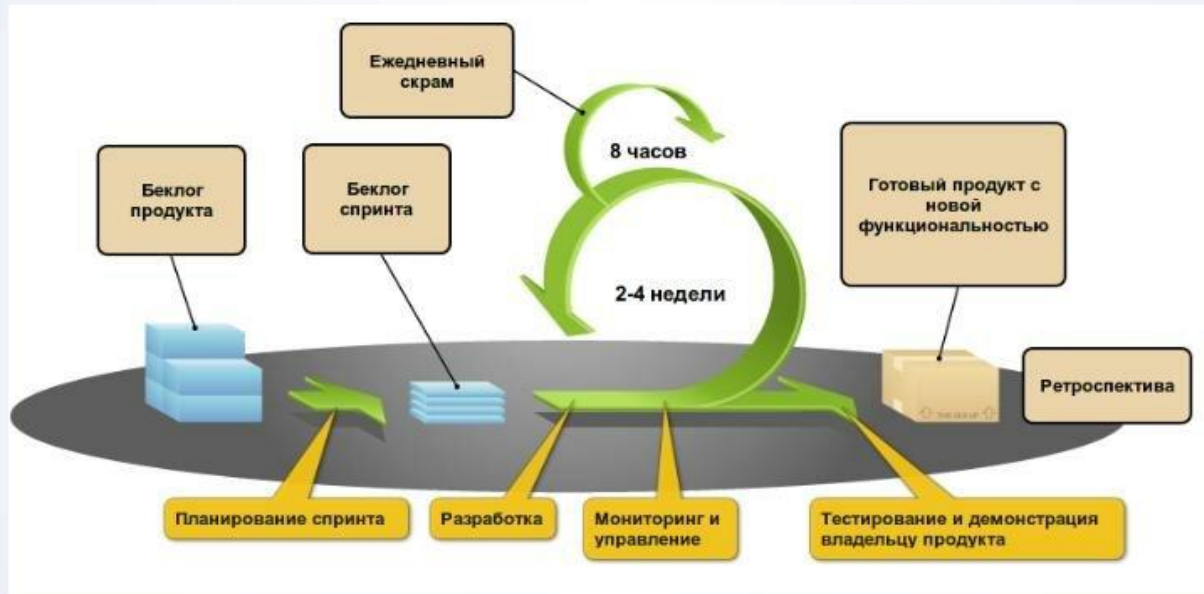 Ежедневный
скрам
8 часов
Беклог
продукта
Беклог
спринта
Готовый продукт с
новой
функциональностью
2-4 недели
Ретроспектива
Планирование спринта
Разработка
Мониторинг и
управление
Тестирование и демонстрация
владельцу продукта